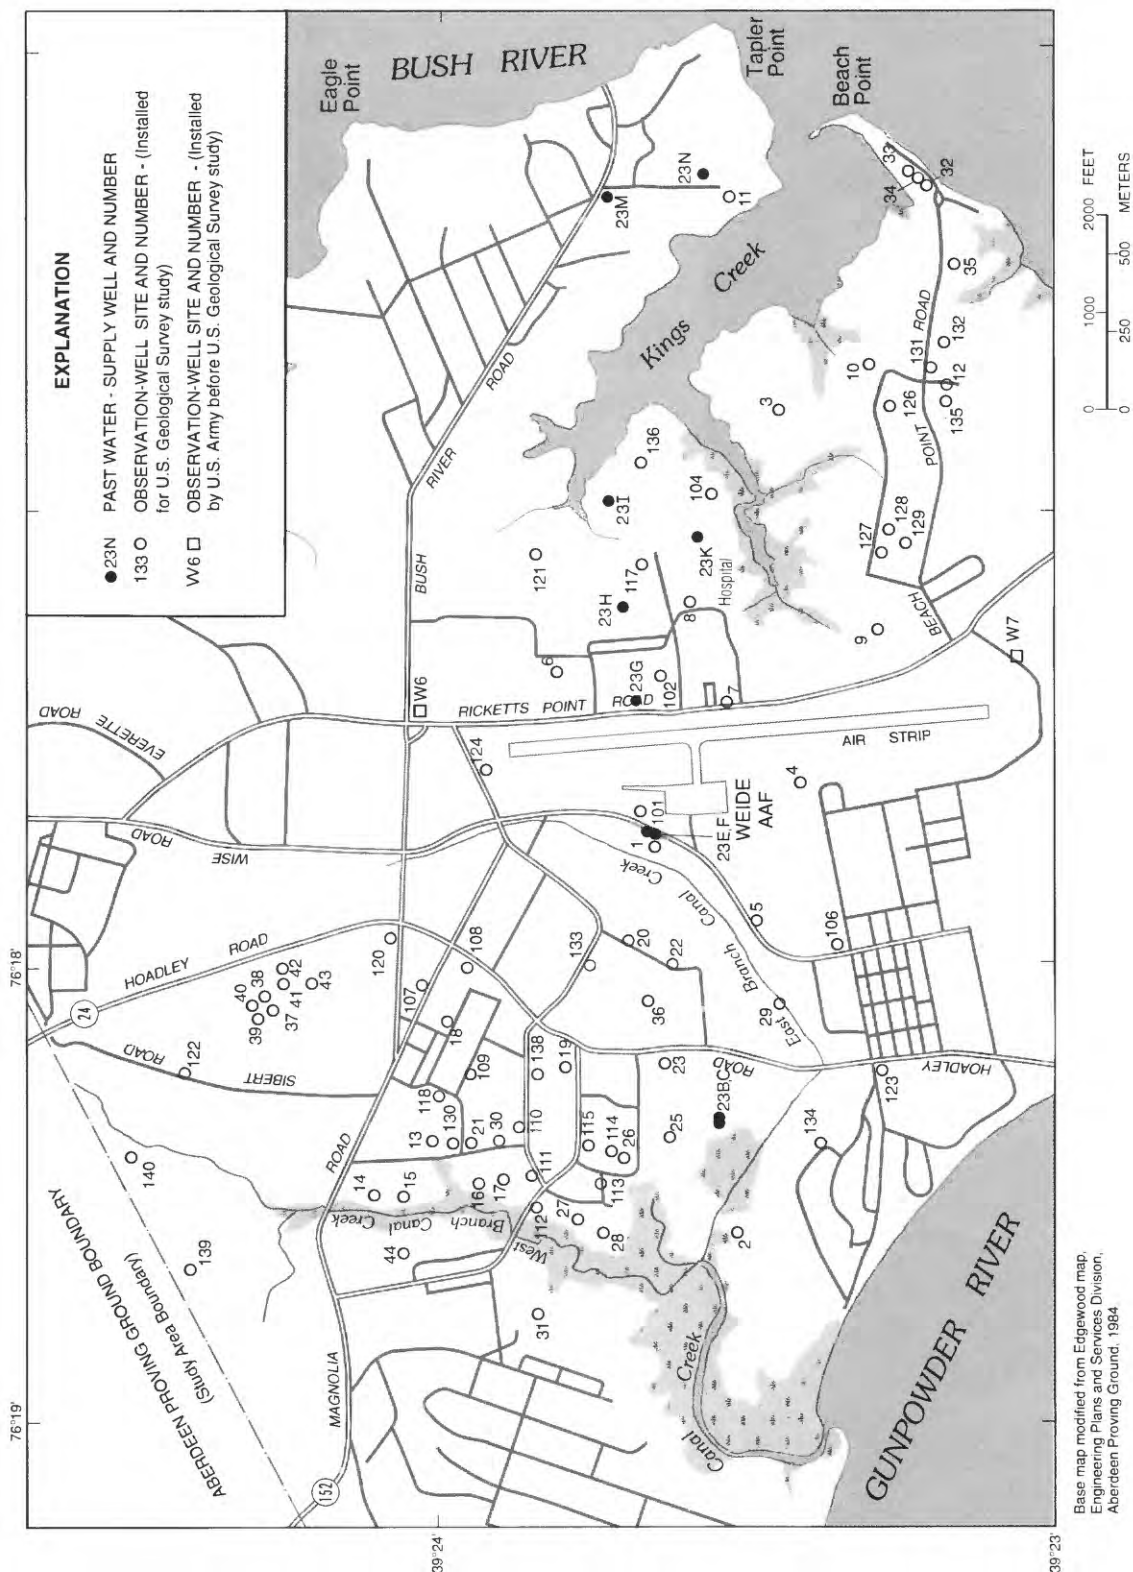 EXPLANATION
23N PAST WATER - SUPPLY WELL AND NUMBER
133 OBSERVATION-WELL SITE AND NUMBER - (Installed
for U.S. Geological Survey study)
W6 OBSERVATION-WELL SITE AND NUMBER - (Installed
by U.S. Army before U.S. Geological Survey study)
76°19'
76°18'
39°24'
39°23'
ABERDEEN PROVING GROUND BOUNDARY
(Study Area Boundary)
152
24
MAGNOLIA
ROAD
SIBERT
ROAD
HOADLEY
ROAD
WISE
ROAD
EVERETTE
ROAD
BUSH
RIVER
ROAD
RICKETTS POINT ROAD
AIR STRIP
WEIDE
AAF
Hospital
BEACH
POINT
ROAD
HOADLEY
ROAD
BUSH RIVER
Eagle
Point
Tapler
Point
Beach
Point
Kings Creek
GUNPOWDER RIVER
Canal
Creek
West
Branch Canal Creek
East
Branch
Canal
Creek
139
140
122
39
40
38
37
41
42
43
120
107
108
18
109
118
13
130
21
30
110
138
19
133
14
15
16
17
111
112
44
31
27
28
113
115
114
26
25
23
23B,C
2
134
123
29
36
22
20
5
106
4
1
101
23E,F
124
W6
6
121
23G
102
7
8
23H
117
23K
23I
104
136
3
9
W7
127
128
129
10
126
135
12
131
132
35
34
33
32
11
23M
23N
0 1000 2000 FEET
0 250 500 METERS
Base map modified from Edgewood map,
Engineering Plans and Services Division,
Aberdeen Proving Ground, 1984